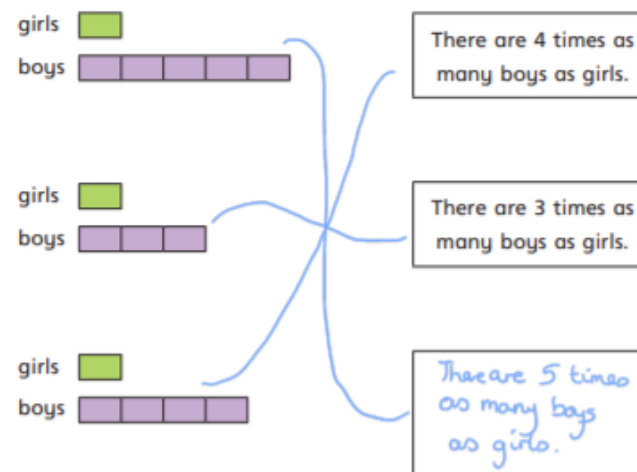 girls
boys
There are 4 times as
many boys as girls.
girls
boys
There are 3 times as
many boys as girls.
girls
boys
There are 5 times
as many boys
as girls.